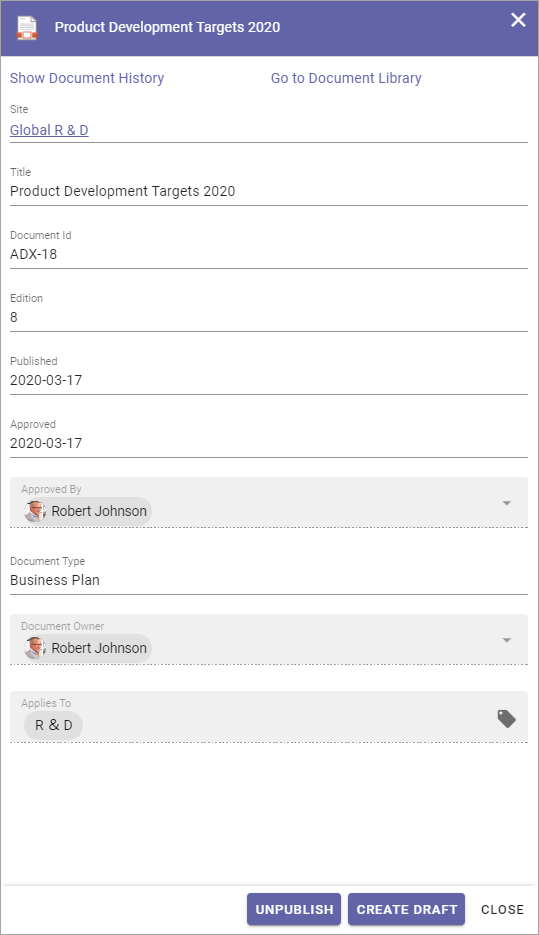 Product Development Targets 2020
Show Document History Go to Document Library
Site
Global R & D
Title
Product Development Targets 2020
Document Id
ADX-18
Edition
8
Published
2020-03-17
Approved
2020-03-17
Approved By
Robert Johnson
Document Type
Business Plan
Document Owner
Robert Johnson
Applies To
R & D
UNPUBLISH CREATE DRAFT CLOSE